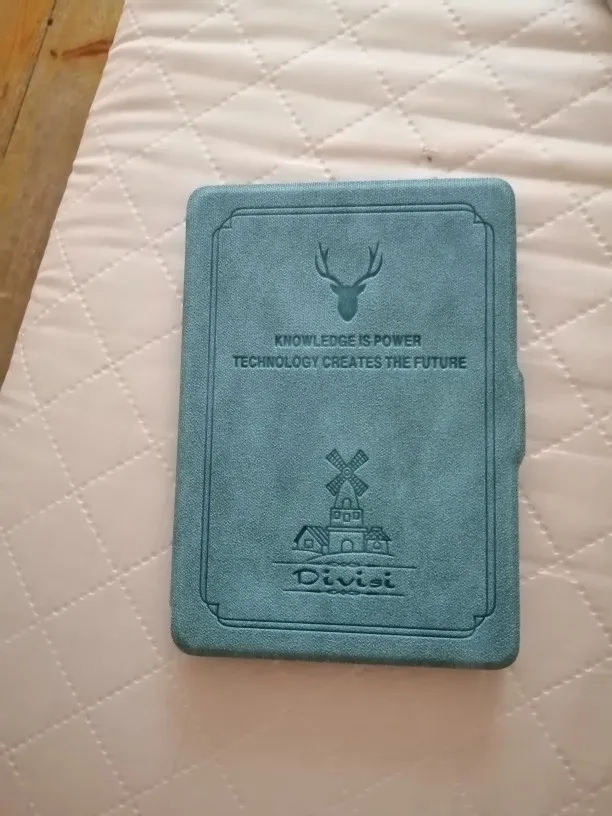 KNOWLEDGE IS POWER
TECHNOLOGY CREATES THE FUTURE
Divisi